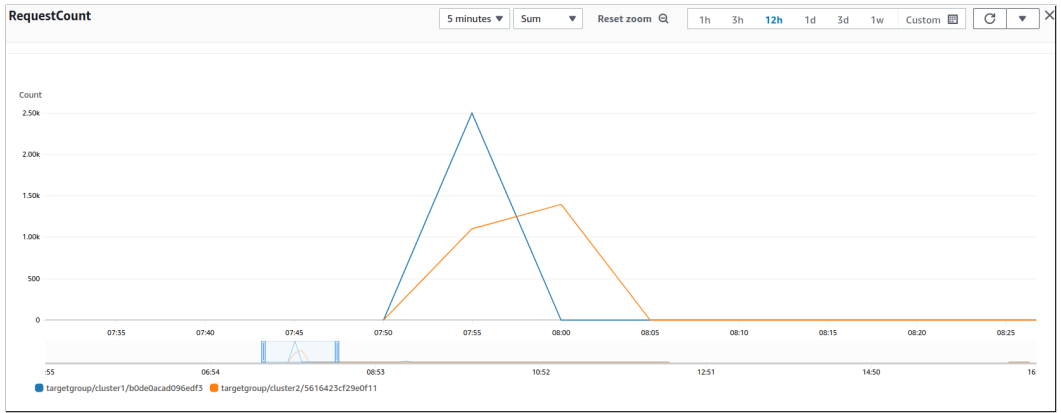 RequestCount
5 minutes Sum Reset zoom 1h 3h 12h 1d 3d 1w Custom
Count
2.50k
2.00k
1.50k
1.00k
500
0
07:35 07:40 07:45 07:50 07:55 08:00 08:05 08:10 08:15 08:20 08:25
:55 06:54 08:53 10:52 12:51 14:50 16:
targetgroup/cluster1/b0de0acad096edf3 targetgroup/cluster2/5616423cf29e0f11